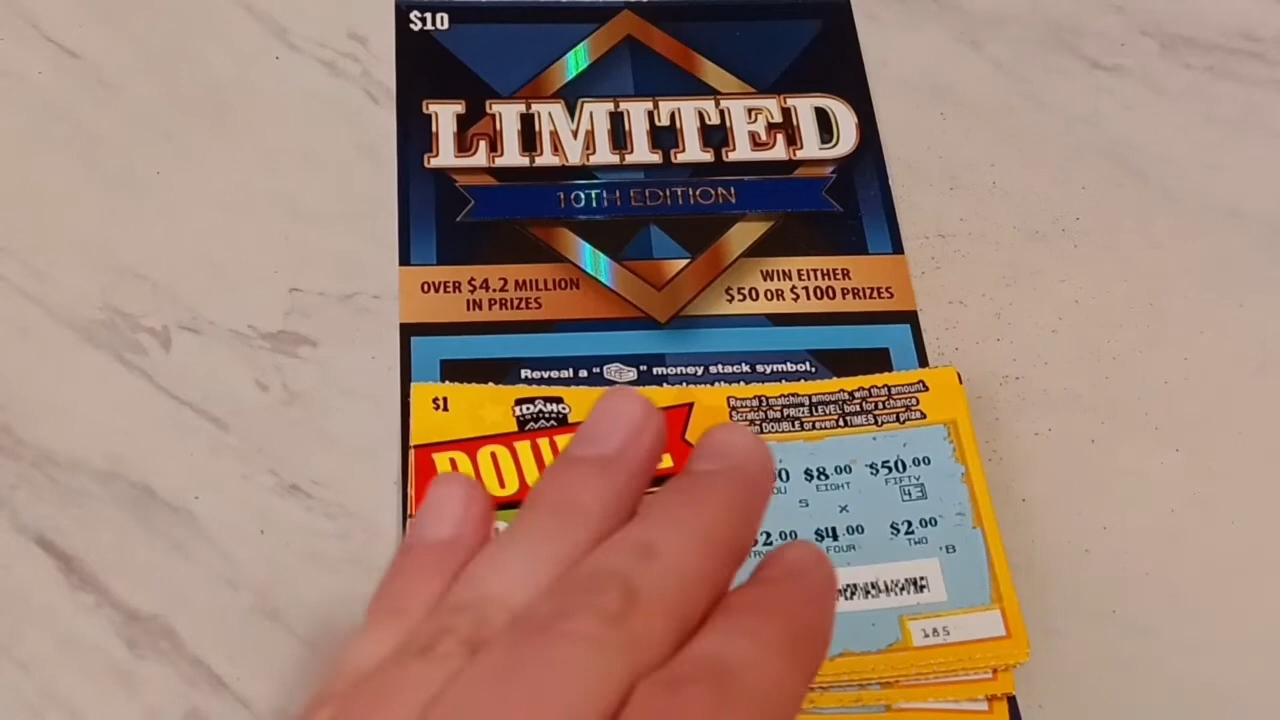 $10
LIMITED
10TH EDITION
OVER $4.2 MILLION
IN PRIZES
WIN EITHER
$50 OR $100 PRIZES
Reveal a " " money stack symbol,
$1
IDAHO
LOTTERY
Reveal 3 matching amounts, win that amount.
Scratch the PRIZE LEVEL box for a chance
DOUBLE or even 4 TIMES your prize.
$8.00 $50.00
EIGHT FIFTY
S X 43
$4.00 $2.00
FOUR TWO
'B
185